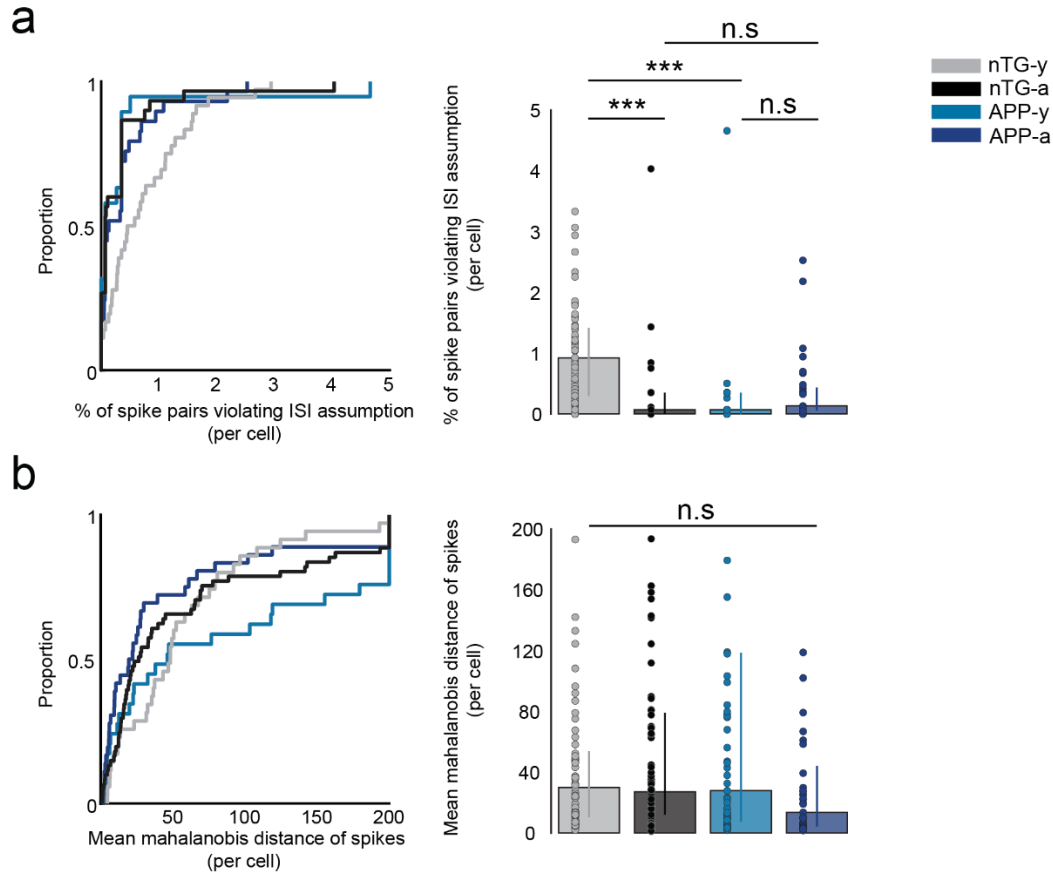 a
n.s
***
***
n.s
nTG-y
nTG-a
APP-y
APP-a
Proportion
1
0.5
0
1
2
3
4
5
% of spike pairs violating ISI assumption
(per cell)
% of spike pairs violating ISI assumption
(per cell)
5
4
3
2
1
0
b
n.s
Proportion
1
0.5
0
50
100
150
200
Mean mahalanobis distance of spikes
(per cell)
Mean mahalanobis distance of spikes
(per cell)
200
160
120
80
40
0